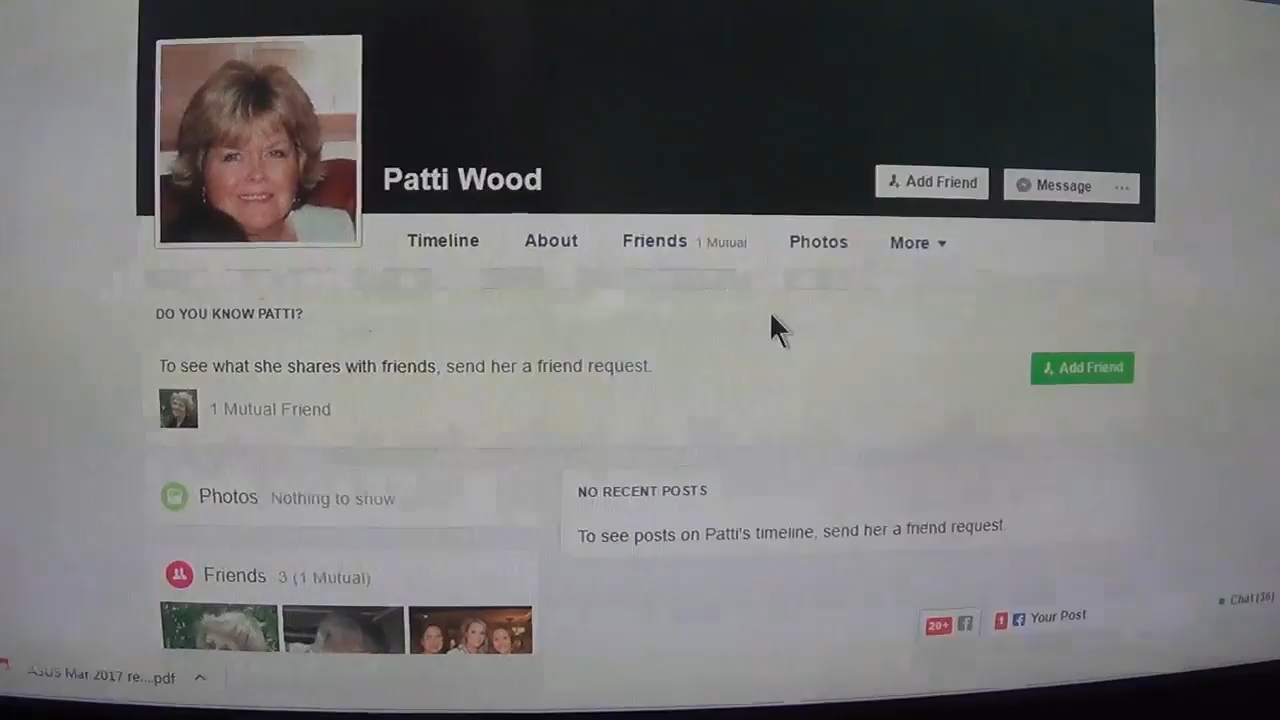 Patti Wood
Add Friend
Message
Timeline About Friends 1 Mutual Photos More
DO YOU KNOW PATTI?
To see what she shares with friends, send her a friend request.
Add Friend
1 Mutual Friend
Photos Nothing to show
NO RECENT POSTS
To see posts on Patti's timeline, send her a friend request.
Friends 3 (1 Mutual)
20+
Your Post
Chat (36)
ASUS Mar 2017 re....pdf